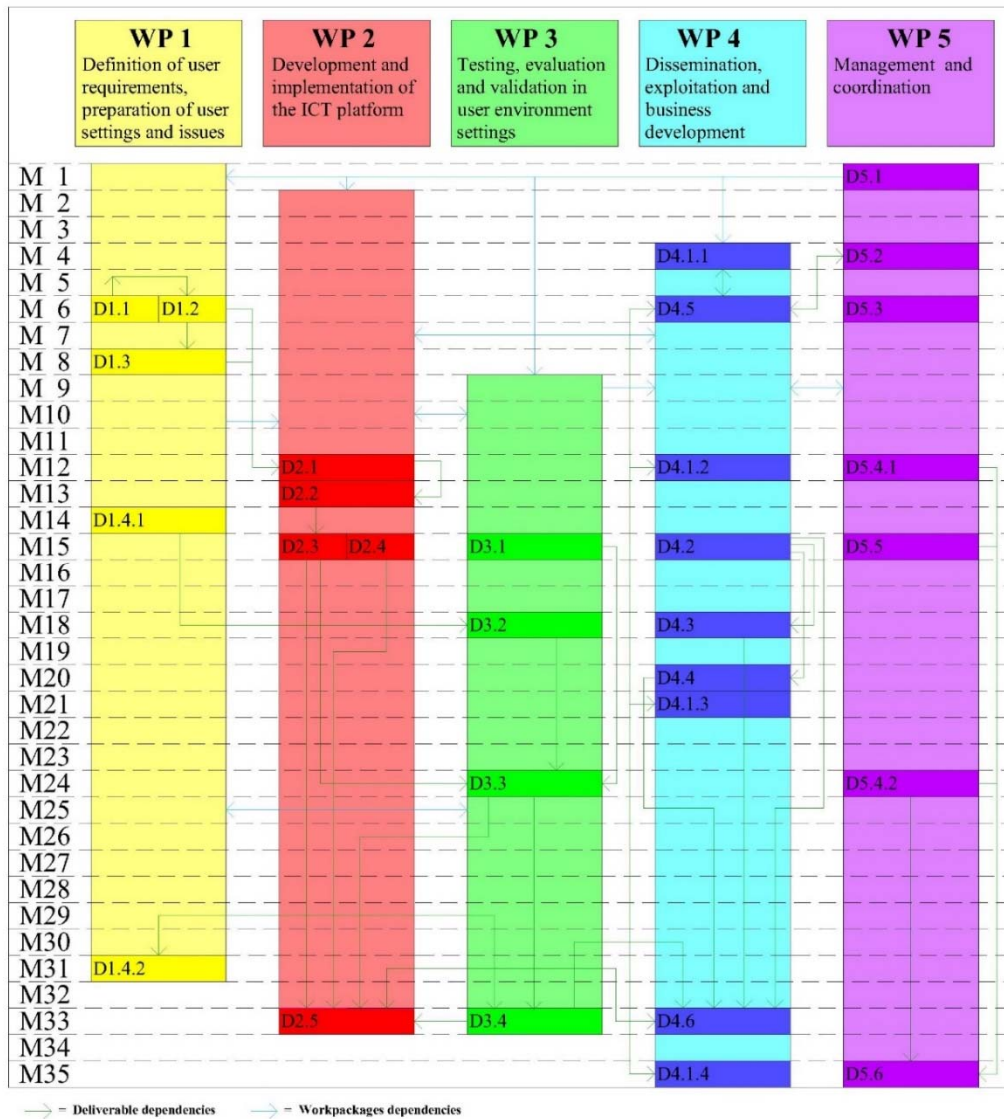 WP 1
Definition of user
requirements,
preparation of user
settings and issues
WP 2
Development and
implementation of
the ICT platform
WP 3
Testing, evaluation
and validation in
user environment
settings
WP 4
Dissemination,
exploitation and
business
development
WP 5
Management and
coordination
M 1 D5.1
M 2
M 3
M 4 D4.1.1 D5.2
M 5
M 6 D1.1 D1.2 D4.5 D5.3
M 7
M 8 D1.3
M 9
M10
M11
M12 D2.1 D4.1.2 D5.4.1
M13 D2.2
M14 D1.4.1
M15 D2.3 D2.4 D3.1 D4.2 D5.5
M16
M17
M18 D3.2 D4.3
M19
M20 D4.4
M21 D4.1.3
M22
M23
M24 D3.3 D5.4.2
M25
M26
M27
M28
M29
M30
M31 D1.4.2
M32
M33 D2.5 D3.4 D4.6
M34
M35 D4.1.4 D5.6
= Deliverable dependencies = Workpackages dependencies